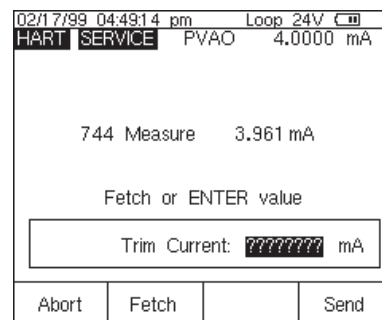 02/17/99 04:49:14 pm Loop 24V
HART SERVICE PVAO 4.0000 mA
744 Measure 3.961 mA
Fetch or ENTER value
Trim Current: ???????? mA
Abort Fetch Send